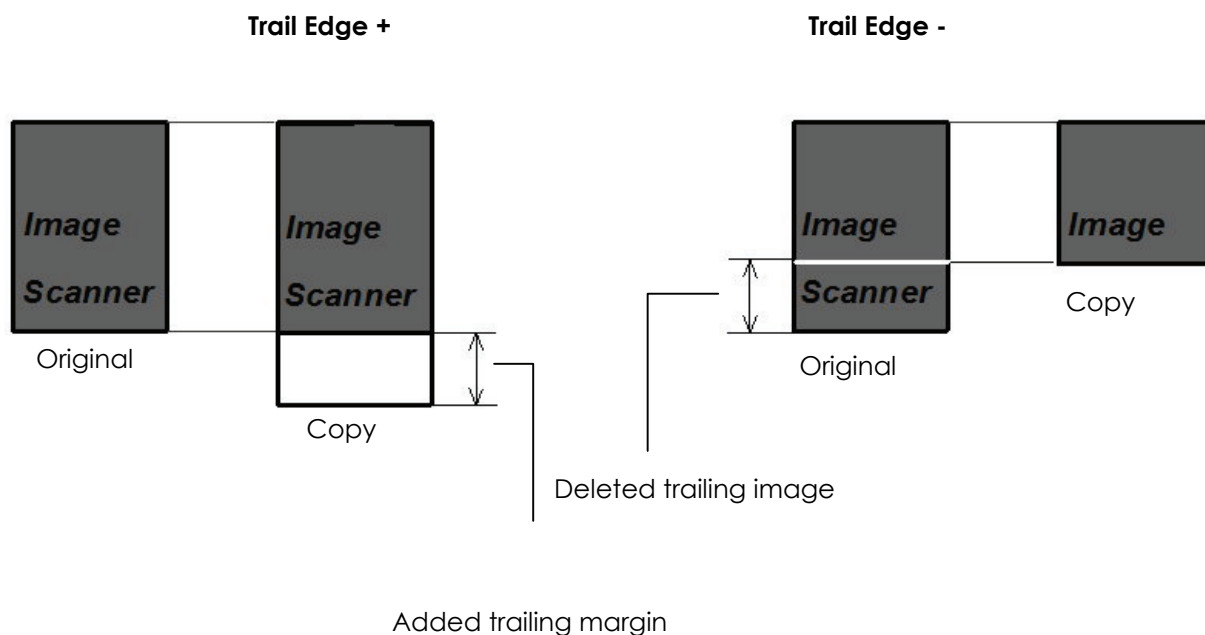 Trail Edge +
Trail Edge -
Image
Scanner
Original
Image
Scanner
Copy
Image
Scanner
Original
Image
Copy
Deleted trailing image
Added trailing margin